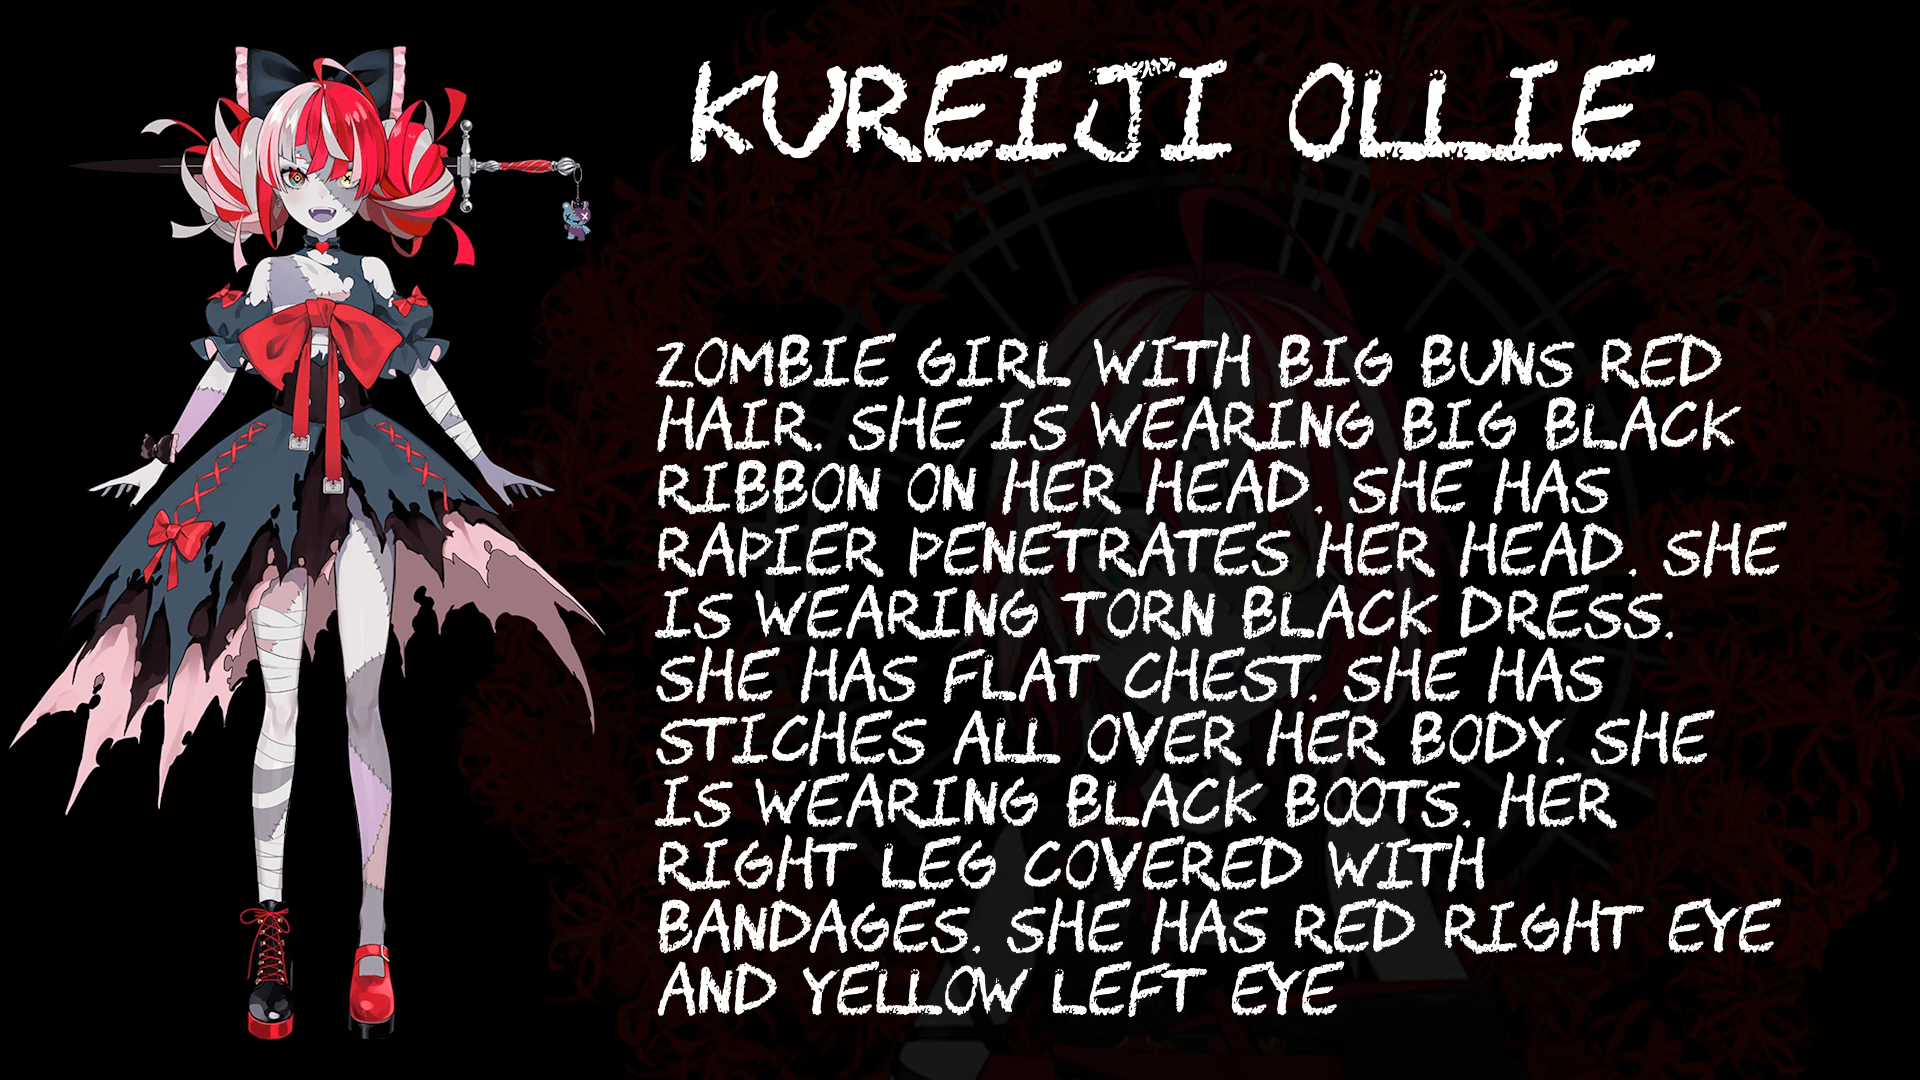 KUREIJI OLLIE
ZOMBIE GIRL WITH BIG BUNS RED
HAIR. SHE IS WEARING BIG BLACK
RIBBON ON HER HEAD. SHE HAS
RAPIER PENETRATES HER HEAD. SHE
IS WEARING TORN BLACK DRESS.
SHE HAS FLAT CHEST. SHE HAS
STICHES ALL OVER HER BODY. SHE
IS WEARING BLACK BOOTS. HER
RIGHT LEG COVERED WITH
BANDAGES. SHE HAS RED RIGHT EYE
AND YELLOW LEFT EYE